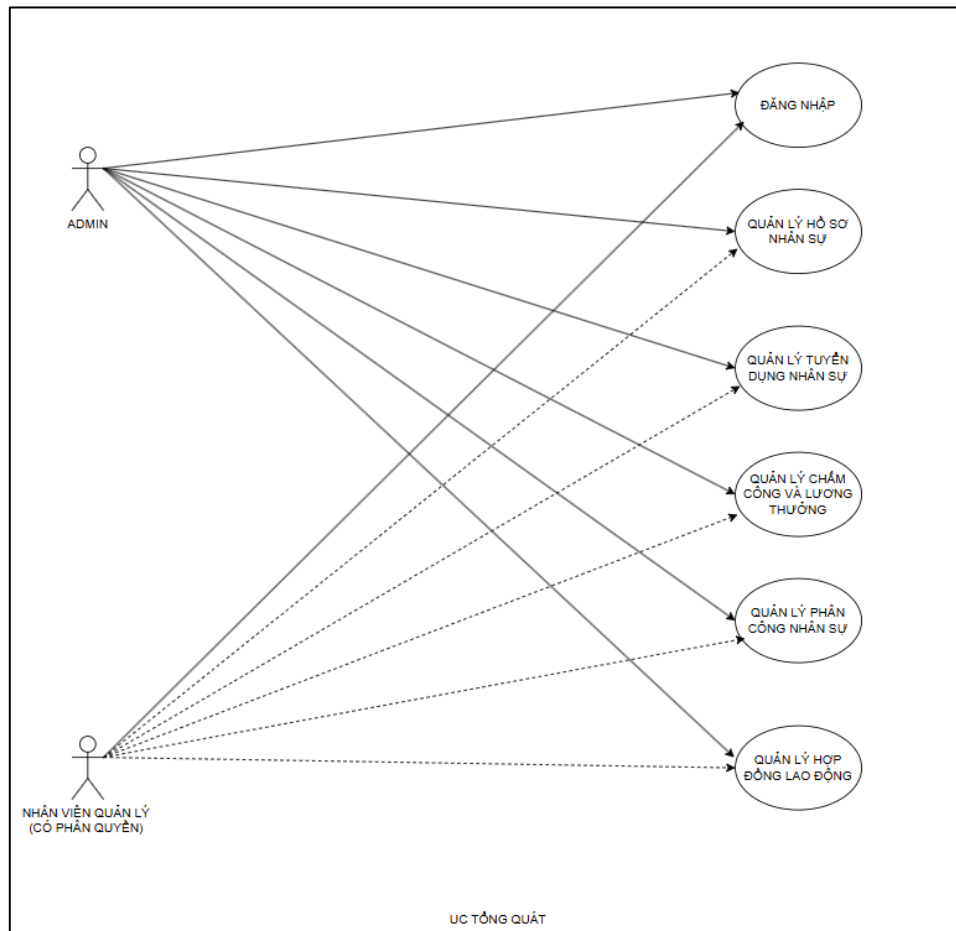 ĐĂNG NHẬP
ADMIN
QUẢN LÝ HỒ SƠ
NHÂN SỰ
QUẢN LÝ TUYỂN
DỤNG NHÂN SỰ
QUẢN LÝ CHẤM
CÔNG VÀ LƯƠNG
THƯỞNG
QUẢN LÝ PHÂN
CÔNG NHÂN SỰ
QUẢN LÝ HỢP
ĐỒNG LAO ĐỘNG
NHÂN VIÊN QUẢN LÝ
(CÓ PHÂN QUYỀN)
UC TỔNG QUÁT